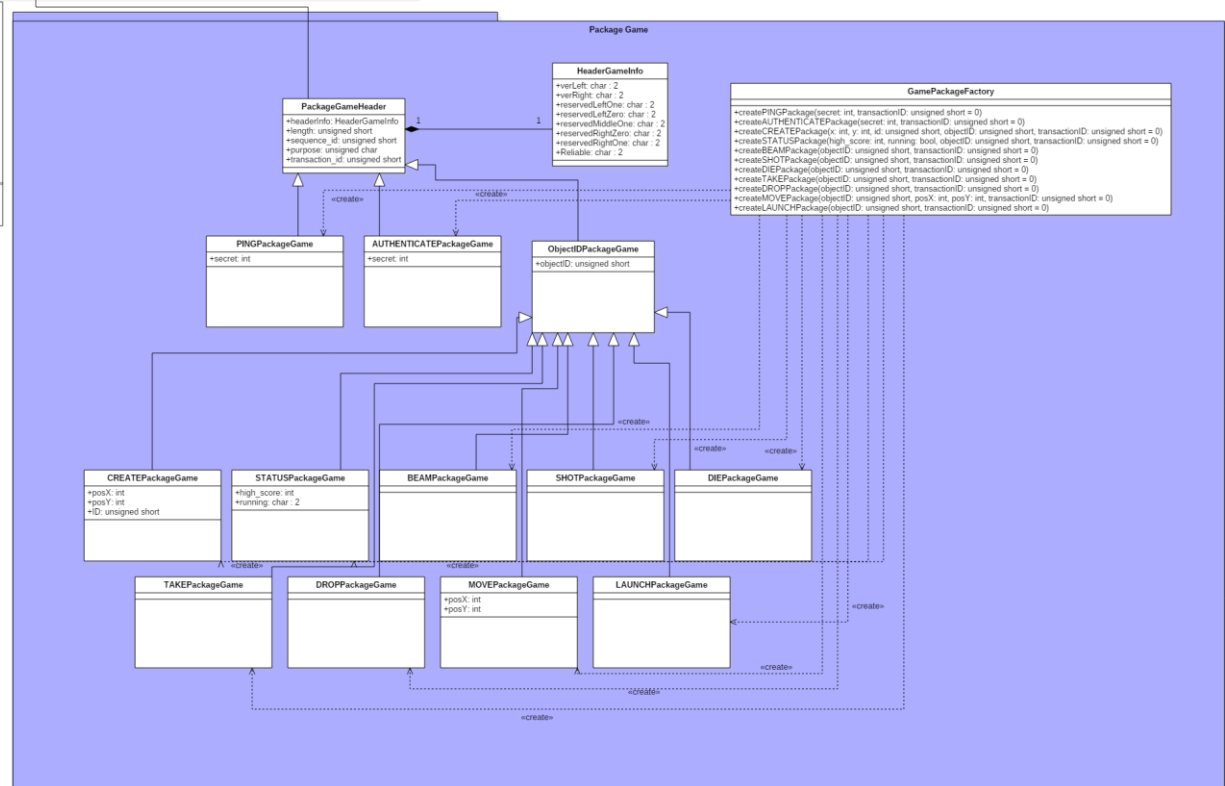 Package Game
HeaderGameInfo
+verLeft: char : 2
+verRight: char : 2
+reservedLeftOne: char : 2
+reservedLeftZero: char : 2
+reservedMiddleOne: char : 2
+reservedRightZero: char : 2
+reservedRightOne: char : 2
+Reliable: char : 2
GamePackageFactory
+createPINGPackage(secret: int, transactionID: unsigned short = 0)
+createAUTHENTICATEPackage(secret: int, transactionID: unsigned short = 0)
+createCREATEPackage(x: int, y: int, id: unsigned short, objectID: unsigned short, transactionID: unsigned short = 0)
+createSTATUSPackage(high_score: int, running: bool, objectID: unsigned short, transactionID: unsigned short = 0)
+createBEAMPackage(objectID: unsigned short, transactionID: unsigned short = 0)
+createSHOTPackage(objectID: unsigned short, transactionID: unsigned short = 0)
+createDIEPackage(objectID: unsigned short, transactionID: unsigned short = 0)
+createTAKEPackage(objectID: unsigned short, transactionID: unsigned short = 0)
+createDROPPackage(objectID: unsigned short, transactionID: unsigned short = 0)
+createMOVEPackage(objectID: unsigned short, posX: int, posY: int, transactionID: unsigned short = 0)
+createLAUNCHPackage(objectID: unsigned short, transactionID: unsigned short = 0)
PackageGameHeader
+headerInfo: HeaderGameInfo
+length: unsigned short
+sequence_id: unsigned short
+purpose: unsigned char
+transaction_id: unsigned short
1
1
«create»
«create»
PINGPackageGame
+secret: int
AUTHENTICATEPackageGame
+secret: int
ObjectIDPackageGame
+objectID: unsigned short
«create»
«create»
«create»
CREATEPackageGame
+posX: int
+posY: int
+ID: unsigned short
STATUSPackageGame
+high_score: int
+running: char : 2
BEAMPackageGame
SHOTPackageGame
DIEPackageGame
«create»
«create»
TAKEPackageGame
DROPPackageGame
MOVEPackageGame
+posX: int
+posY: int
LAUNCHPackageGame
«create»
«create»
«create»
«create»